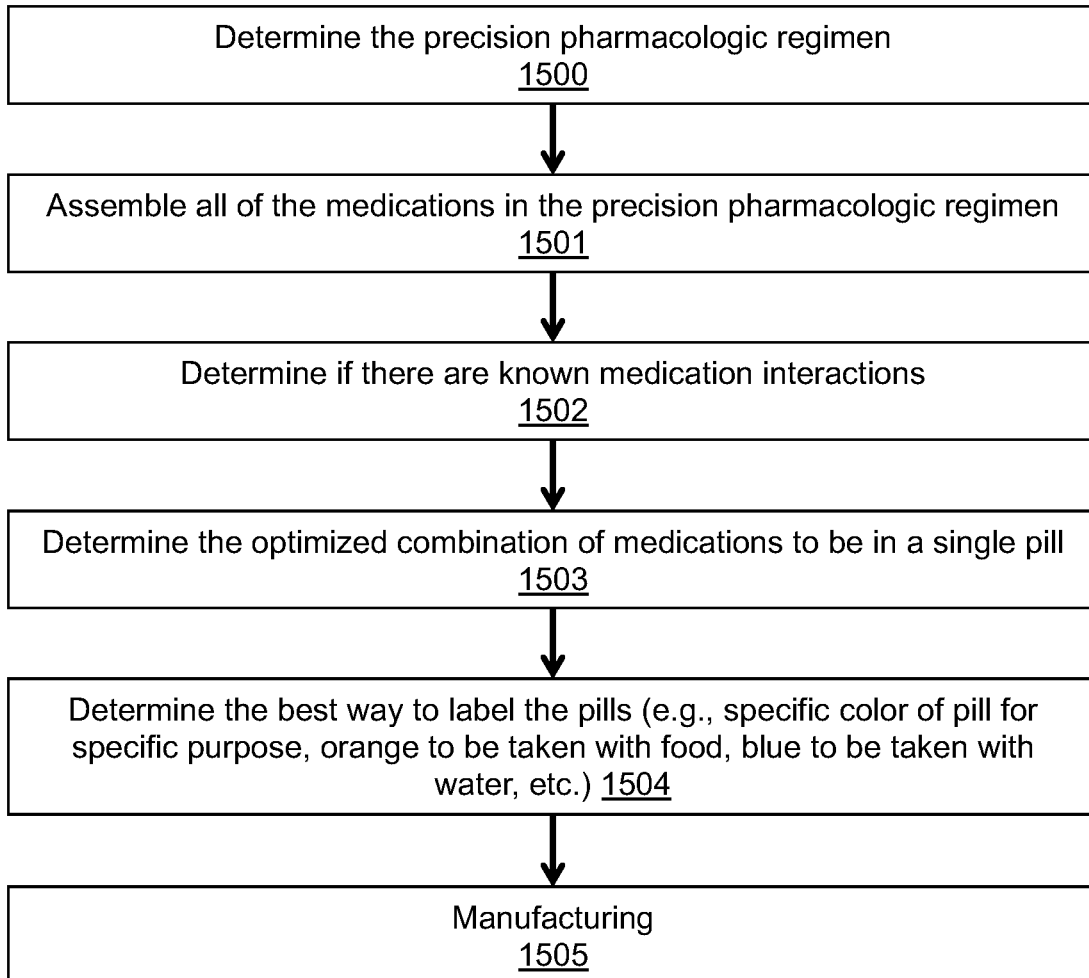 Determine the precision pharmacologic regimen
1500
Assemble all of the medications in the precision pharmacologic regimen
1501
Determine if there are known medication interactions
1502
Determine the optimized combination of medications to be in a single pill
1503
Determine the best way to label the pills (e.g., specific color of pill for
specific purpose, orange to be taken with food, blue to be taken with
water, etc.) 1504
Manufacturing
1505